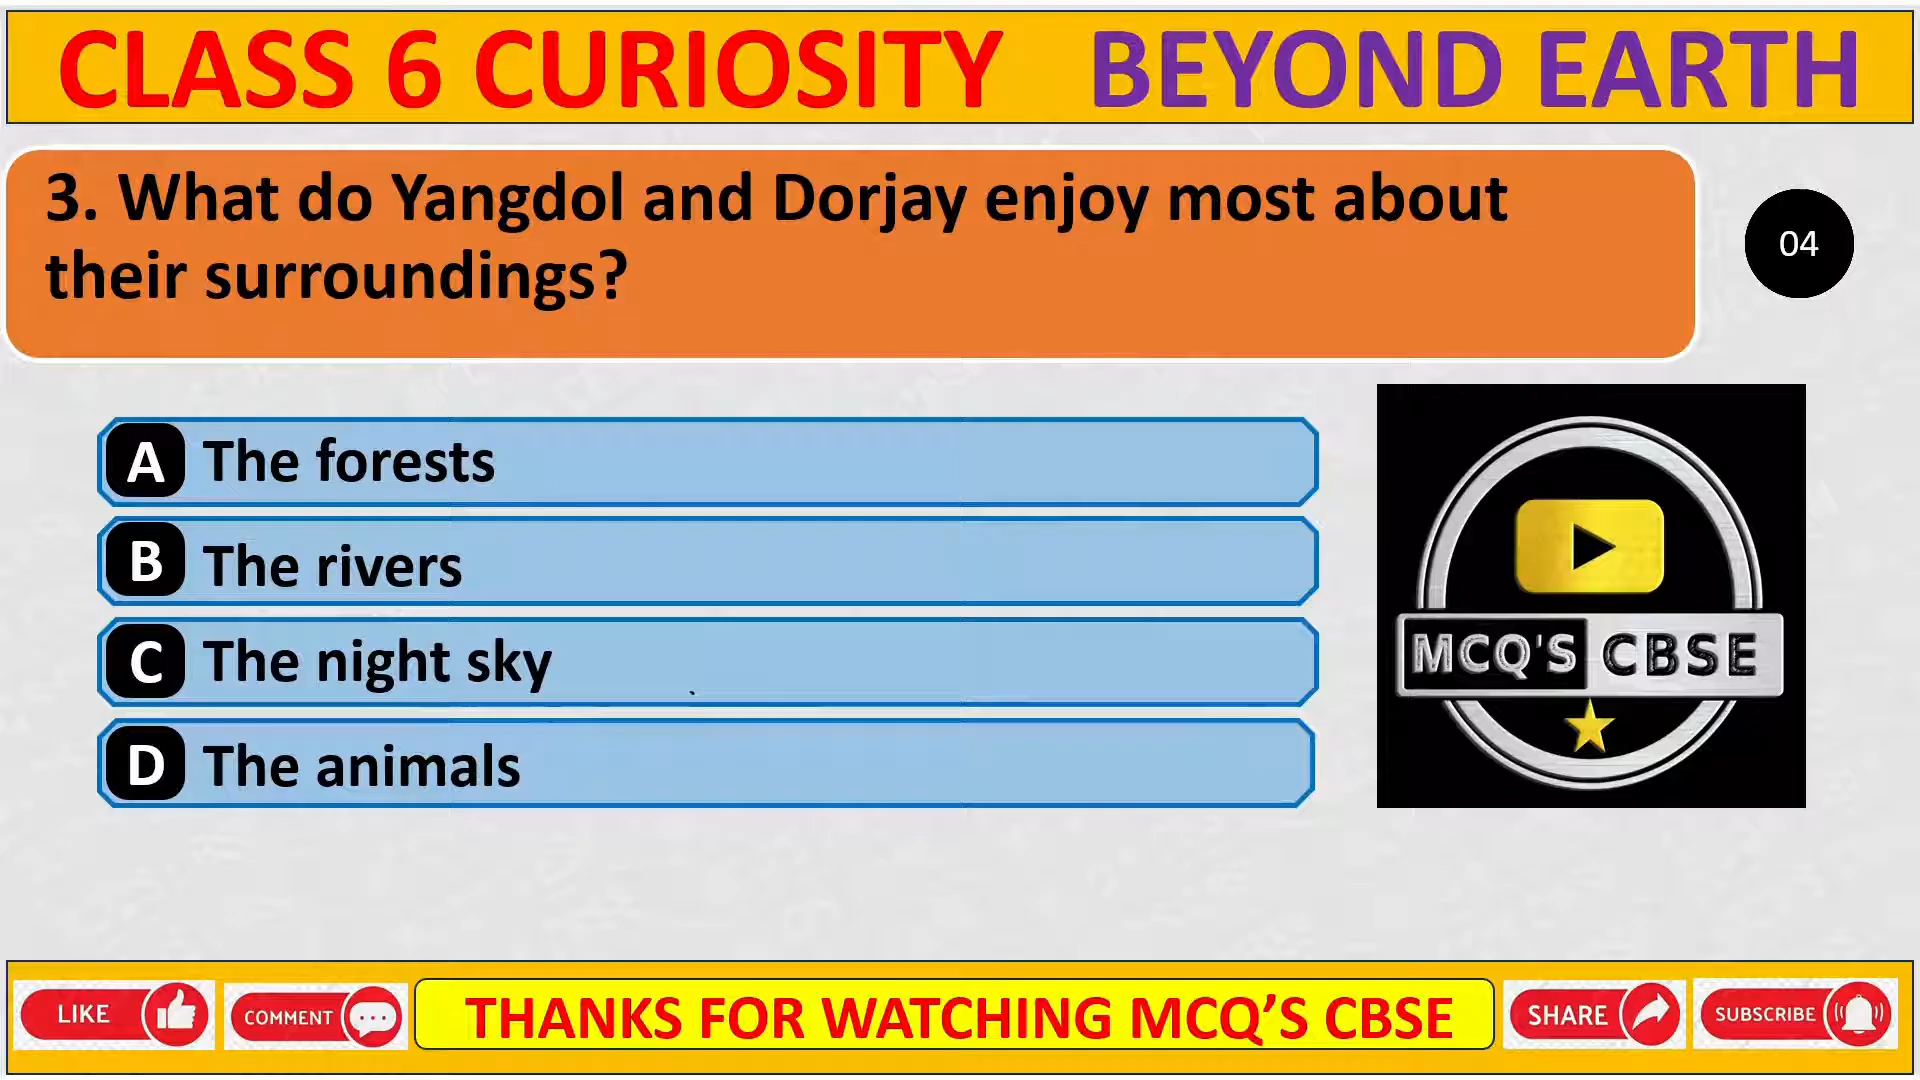 CLASS 6 CURIOSITY BEYOND EARTH
3. What do Yangdol and Dorjay enjoy most about
their surroundings?
04
A The forests
B The rivers
C The night sky
D The animals
MCQ'S CBSE
LIKE
COMMENT
THANKS FOR WATCHING MCQ’S CBSE
SHARE
SUBSCRIBE